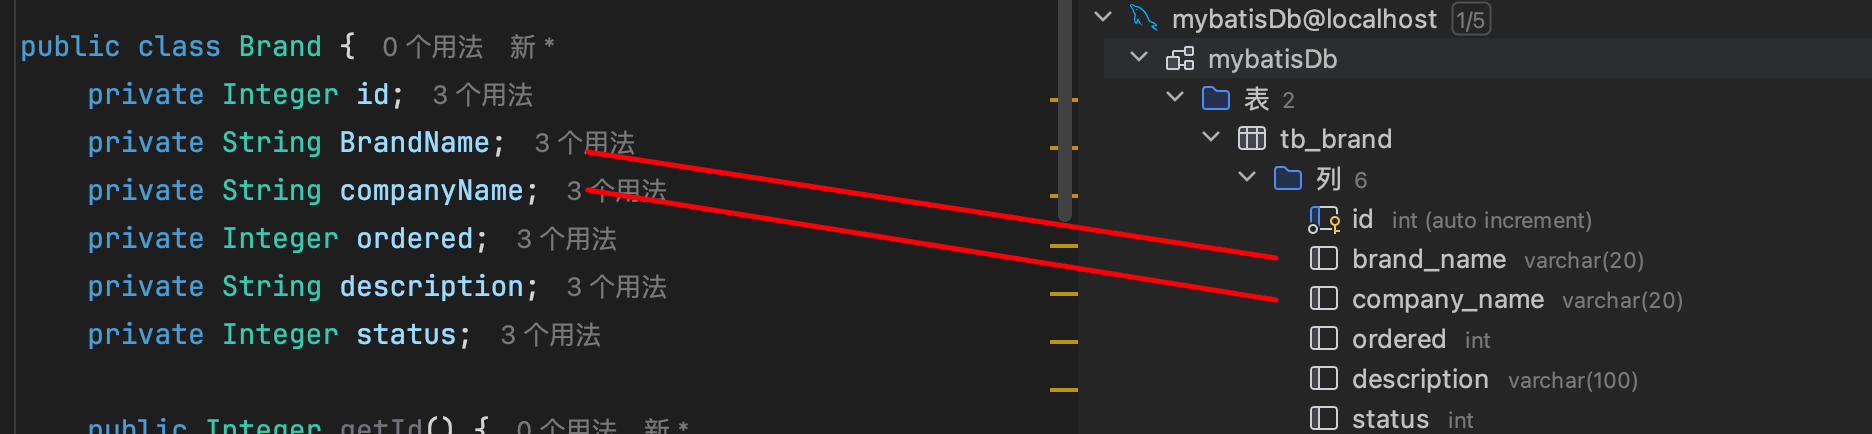 public class Brand { 0 个用法 新 *
private Integer id; 3 个用法
private String BrandName; 3 个用法
private String companyName; 3 个用法
private Integer ordered; 3 个用法
private String description; 3 个用法
private Integer status; 3 个用法
public Integer getId() { 0 个用法 新 *
mybatisDb@localhost 1/5
mybatisDb
表 2
tb_brand
列 6
id int (auto increment)
brand_name varchar(20)
company_name varchar(20)
ordered int
description varchar(100)
status int